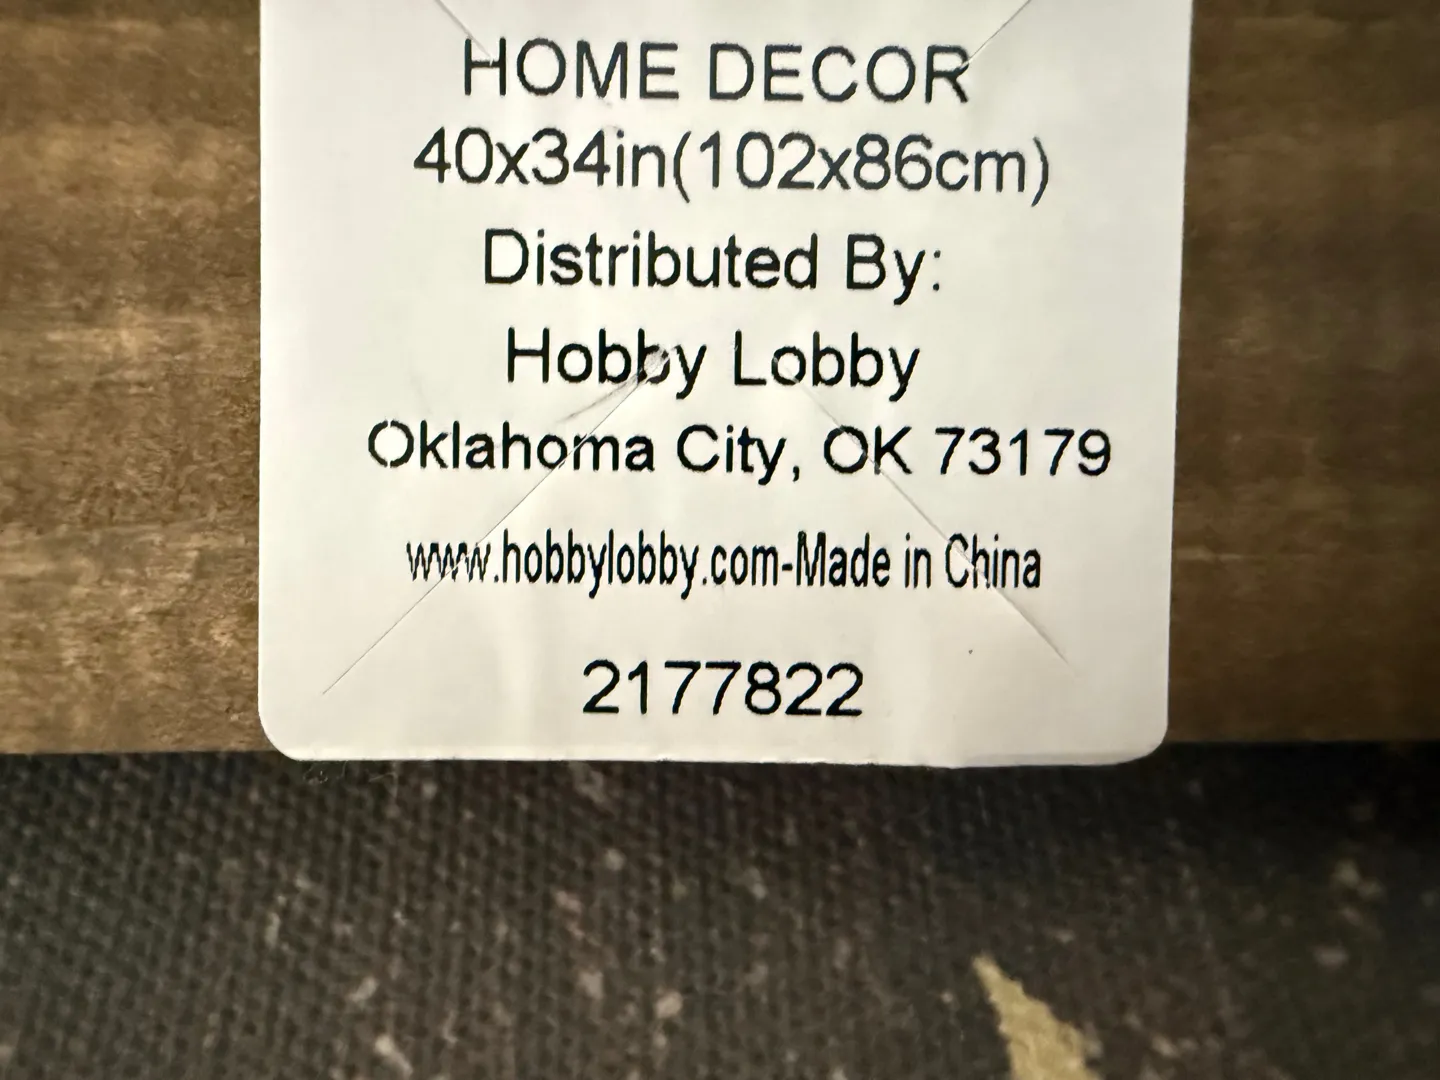 HOME DECOR
40x34in(102x86cm)
Distributed By:
Hobby Lobby
Oklahoma City, OK 73179
www.hobbylobby.com-Made in China
2177822